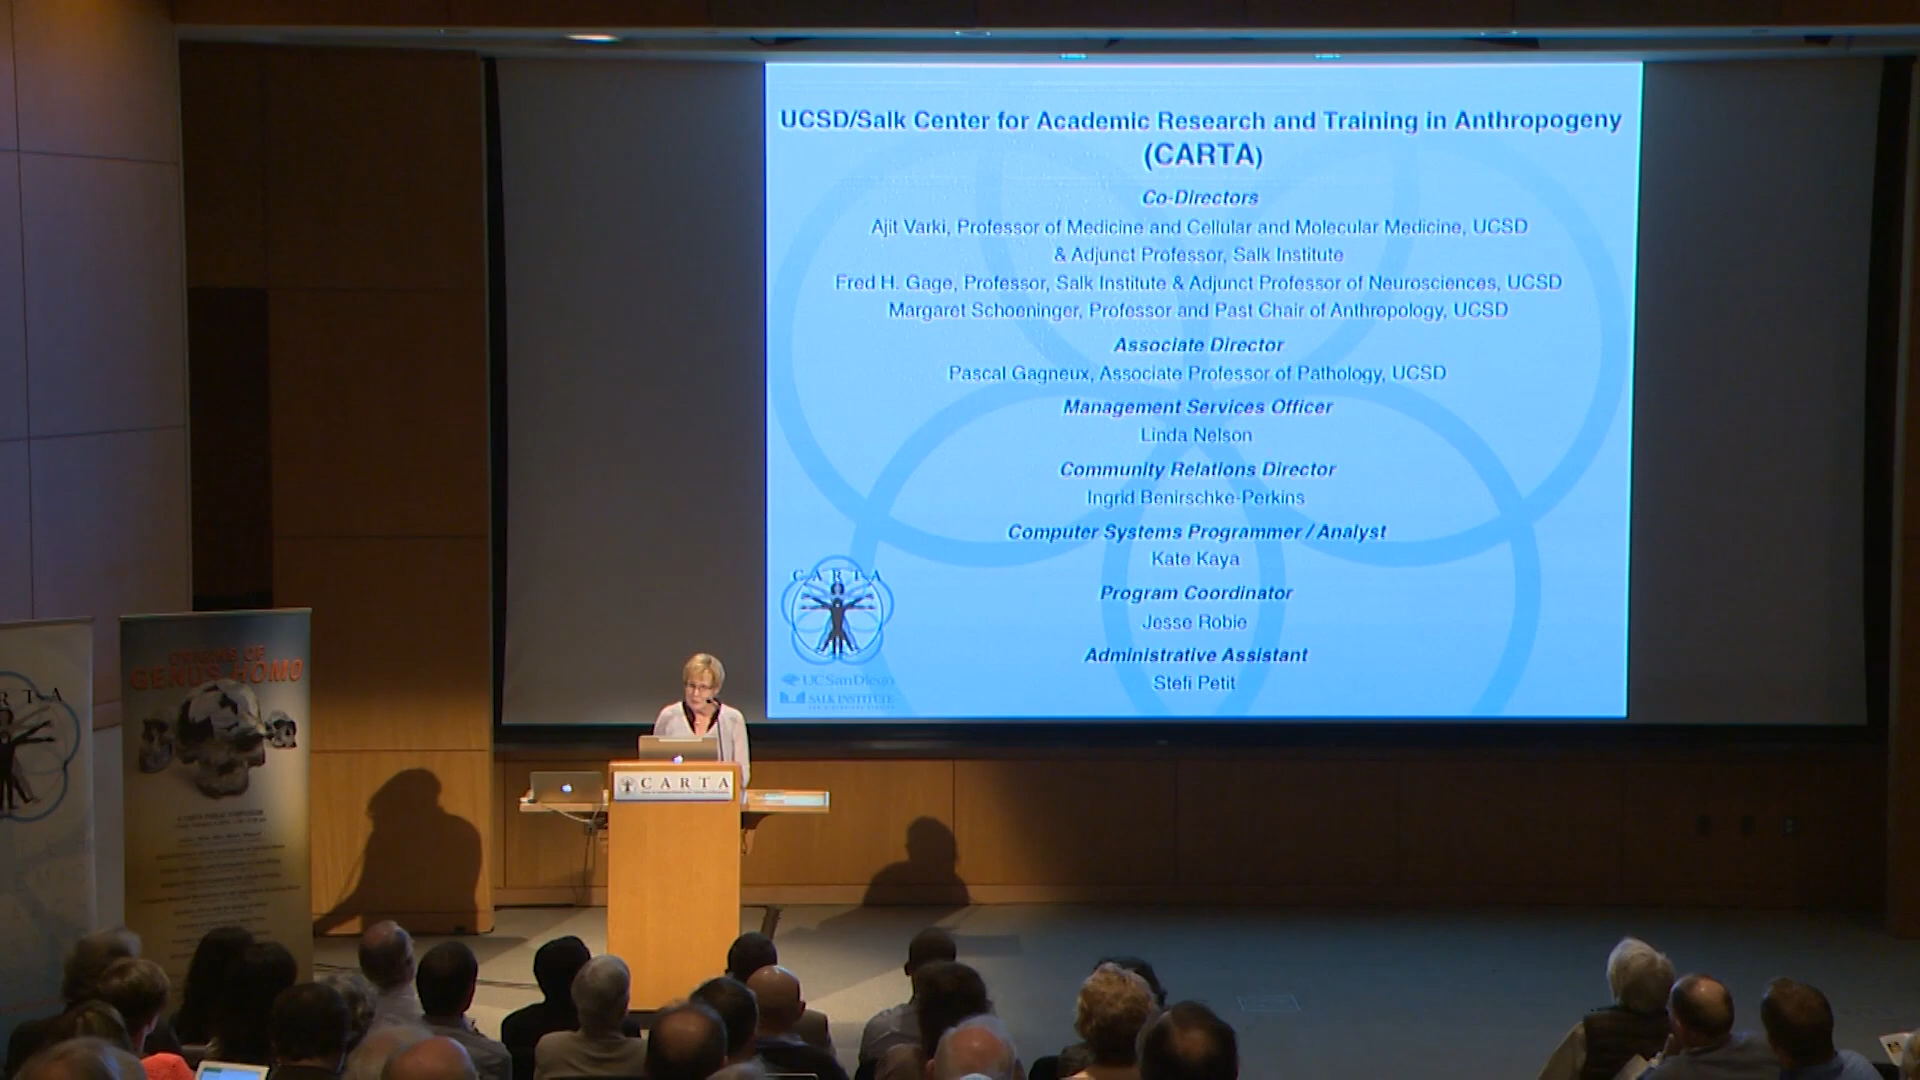 UCSD/Salk Center for Academic Research and Training in Anthropogeny
(CARTA)
Co-Directors
Ajit Varki, Professor of Medicine and Cellular and Molecular Medicine, UCSD
& Adjunct Professor, Salk Institute
Fred H. Gage, Professor, Salk Institute & Adjunct Professor of Neurosciences, UCSD
Margaret Schoeninger, Professor and Past Chair of Anthropology, UCSD
Associate Director
Pascal Gagneux, Associate Professor of Pathology, UCSD
Management Services Officer
Linda Nelson
Community Relations Director
Ingrid Benirschke-Perkins
Computer Systems Programmer / Analyst
Kate Kaya
Program Coordinator
Jesse Robie
Administrative Assistant
Stefi Petit
CARTA
UC San Diego
SALK INSTITUTE
ORIGINS OF
GENUS HOMO
CARTA